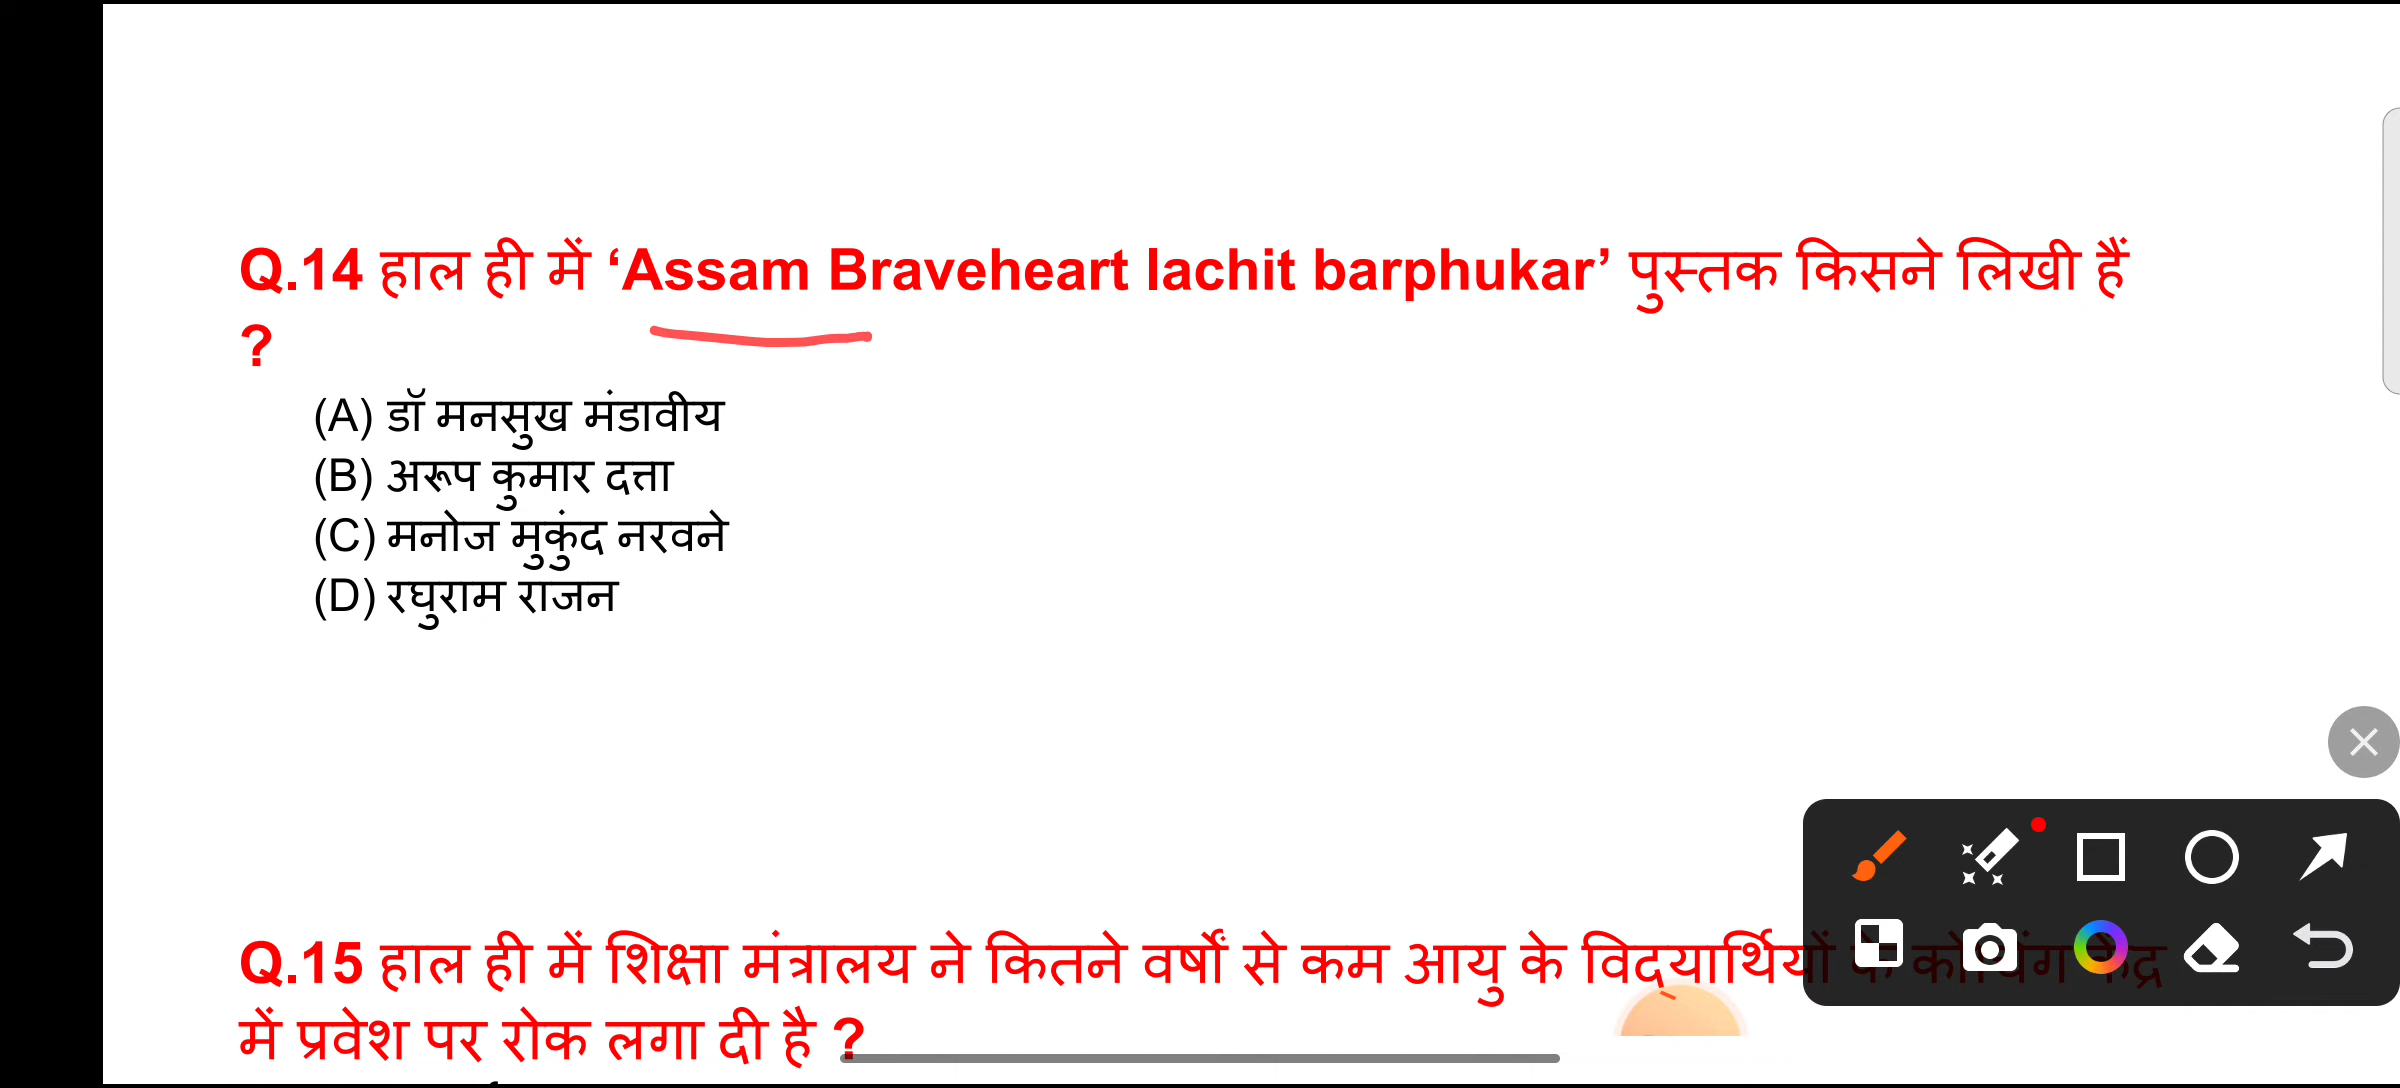 Q.14 हाल ही में ‘Assam Braveheart lachit barphukar’ पुस्तक किसने लिखी हैं
?
(A) डॉ मनसुख मंडावीय
(B) अरूप कुमार दत्ता
(C) मनोज मुकुंद नरवने
(D) रघुराम राजन
Q.15 हाल ही में शिक्षा मंत्रालय ने कितने वर्षो से कम आयु के विद्यार्थियों के कोचिंग केंद्र
में प्रवेश पर रोक लगा दी है ?